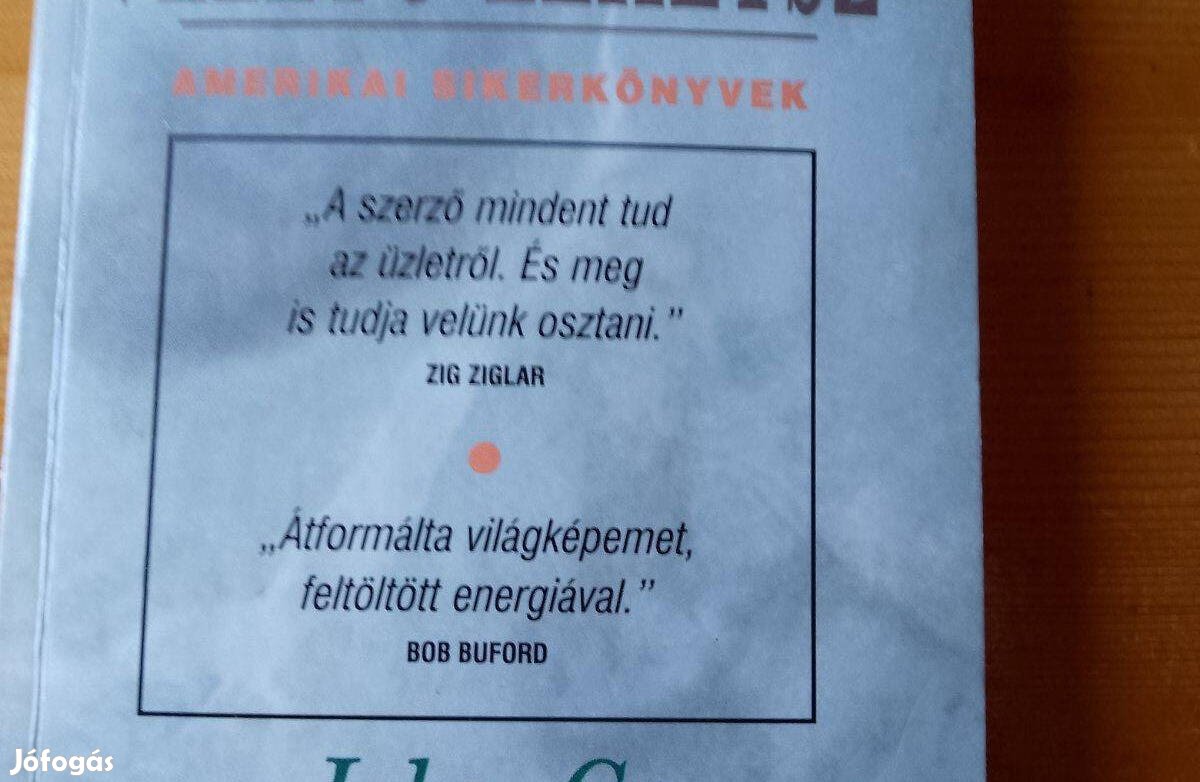 AMERIKAI SIKERKÖNYVEK
„A szerző mindent tud
az üzletről. És meg
is tudja velünk osztani.”
ZIG ZIGLAR
„Átformálta világképemet,
feltöltött energiával.”
BOB BUFORD
Jófogás